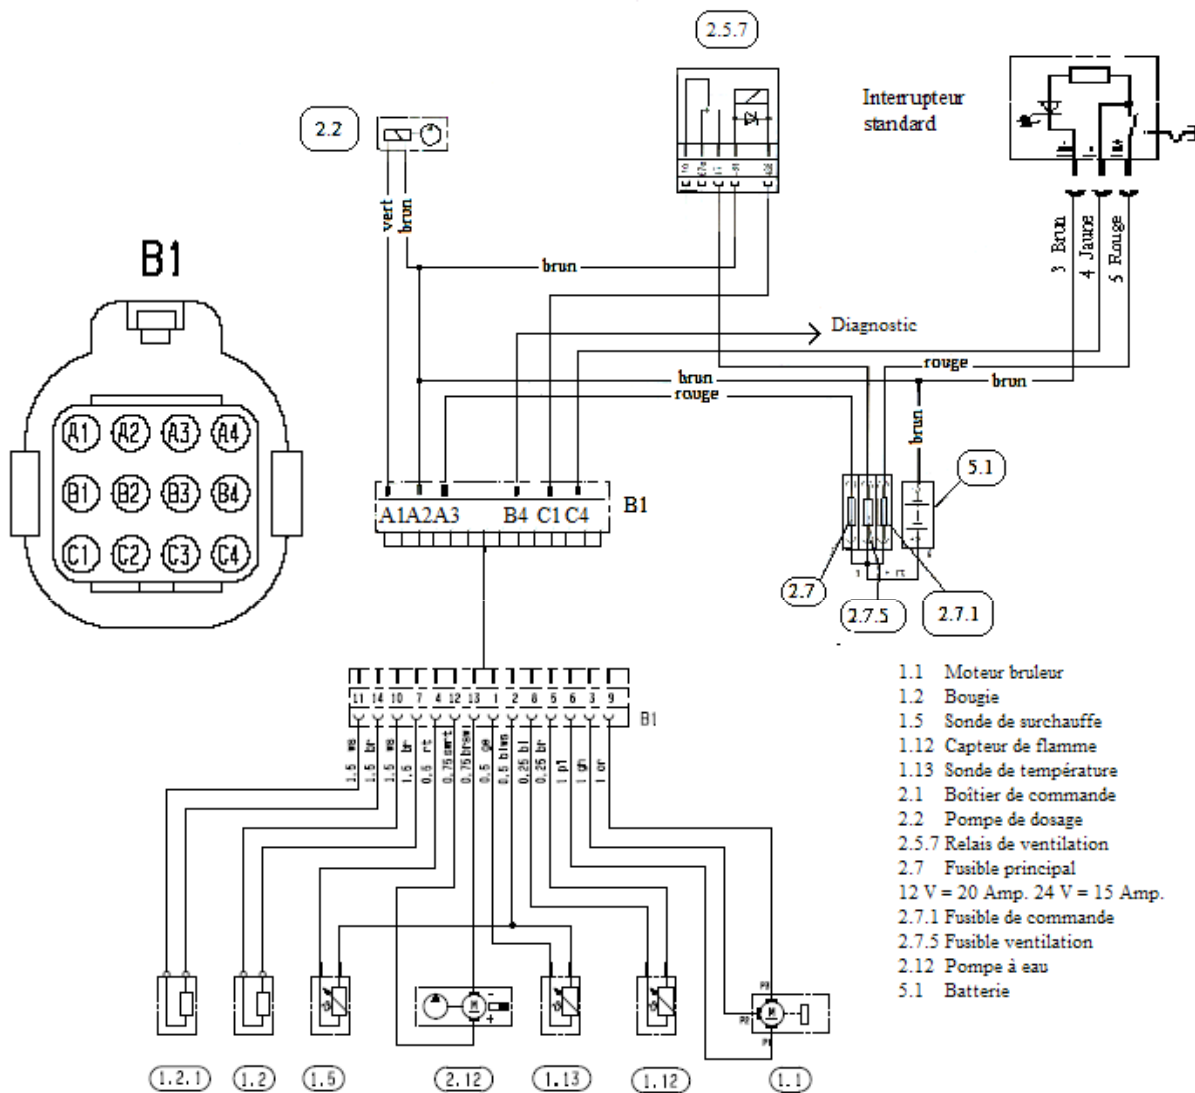 2.5.7
Interrupteur
standard
2.2
vert
brun
3 Brun
4 Jaune
5 Rouge
B1
brun
Diagnostic
rouge
brun
brun
rouge
brun
A1 A2 A3 A4
B1 B2 B3 B4
C1 C2 C3 C4
5.1
A1 A2 A3 B4 C1 C4
B1
2.7
2.7.5
2.7.1
11 14 10 7 4 12 13 1 2 8 5 6 3 9
B1
1.5 ws
1.5 br
1.5 ws
1.5 br
0.5 rt
0.75 swrt
0.75 brsw
0.5 ge
0.5 blws
0.25 bl
0.25 br
1 gn
1 or
1.1 Moteur bruleur
1.2 Bougie
1.5 Sonde de surchauffe
1.12 Capteur de flamme
1.13 Sonde de température
2.1 Boîtier de commande
2.2 Pompe de dosage
2.5.7 Relais de ventilation
2.7 Fusible principal
12 V = 20 Amp. 24 V = 15 Amp.
2.7.1 Fusible de commande
2.7.5 Fusible ventilation
2.12 Pompe à eau
5.1 Batterie
P3
P2
P1
M
M
- +
1.2.1
1.2
1.5
2.12
1.13
1.12
1.1